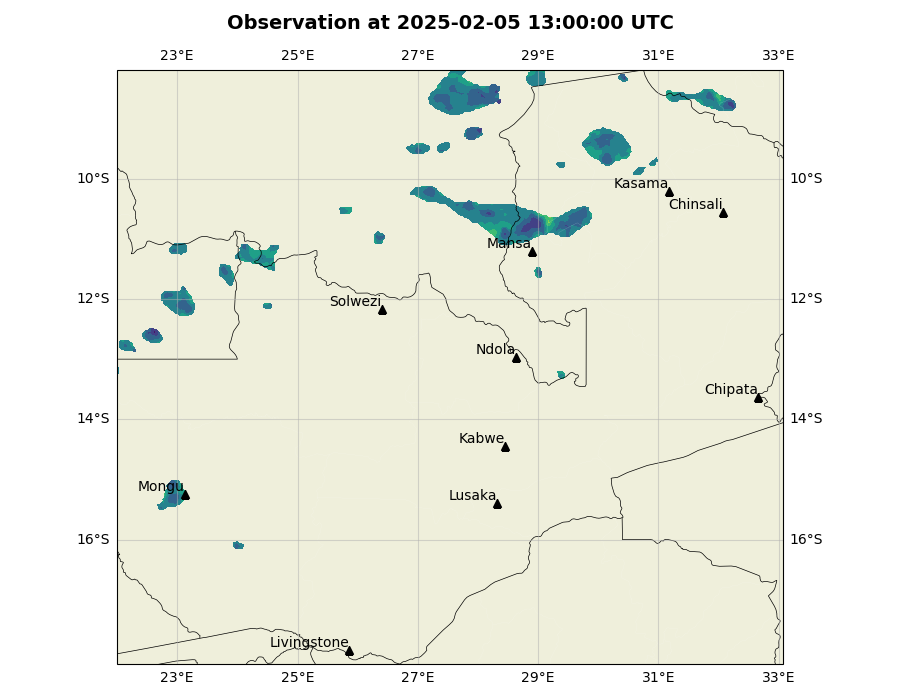 Observation at 2025-02-05 13:00:00 UTC
23°E 25°E 27°E 29°E 31°E 33°E
10°S 10°S
Kasama
Chinsali
Mansa
12°S 12°S
Solwezi
Ndola
Chipata
14°S 14°S
Kabwe
Mongu
Lusaka
16°S 16°S
Livingstone
23°E 25°E 27°E 29°E 31°E 33°E